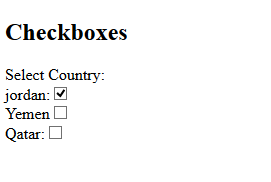 Checkboxes
Select Country:
jordan:
Yemen
Qatar: